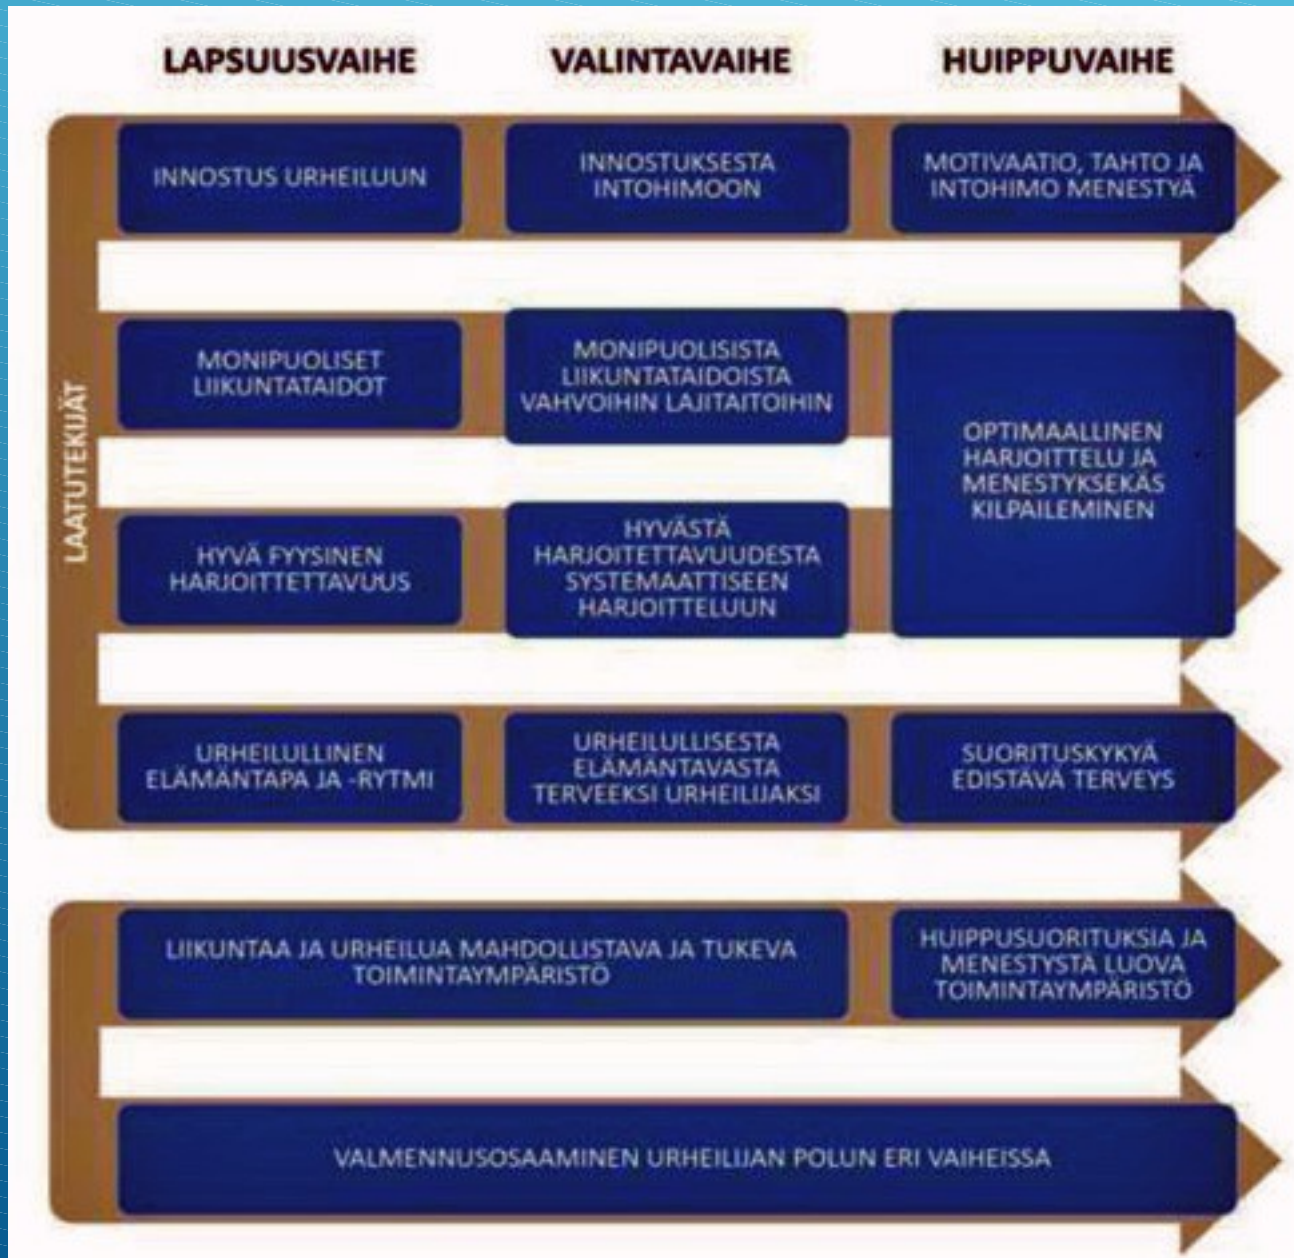 LAPSUUSVAIHE
VALINTAVAIHE
HUIPPUVAIHE
LAATUTEKIJÄT
INNOSTUS URHEILUUN
INNOSTUKSESTA
INTOHIMOON
MOTIVAATIO, TAHTO JA
INTOHIMO MENESTYÄ
MONIPUOLISET
LIIKUNTATAIDOT
MONIPUOLISISTA
LIIKUNTATAIDOISTA
VAHVOIHIN LAJITAITOIHIN
OPTIMAALLINEN
HARJOITTELU JA
MENESTYKSEKÄS
KILPAILEMINEN
HYVÄ FYYSINEN
HARJOITTETTAVUUS
HYVÄSTÄ
HARJOITETTAVUUDESTA
SYSTEMAATTISEEN
HARJOITTELUUN
URHEILULLINEN
ELÄMÄNTAPA JA -RYTMI
URHEILULLISESTA
ELÄMÄNTAVASTA
TERVEEKSI URHEILIJAKSI
SUORITUSKYKYÄ
EDISTÄVÄ TERVEYS
LIIKUNTAA JA URHEILUA MAHDOLLISTAVA JA TUKEVA
TOIMINTAYMPÄRISTÖ
HUIPPUSUORITUKSIA JA
MENESTYSTÄ LUOVA
TOIMINTAYMPÄRISTÖ
VALMENNUSOSAAMINEN URHEILIJAN POLUN ERI VAIHEISSA